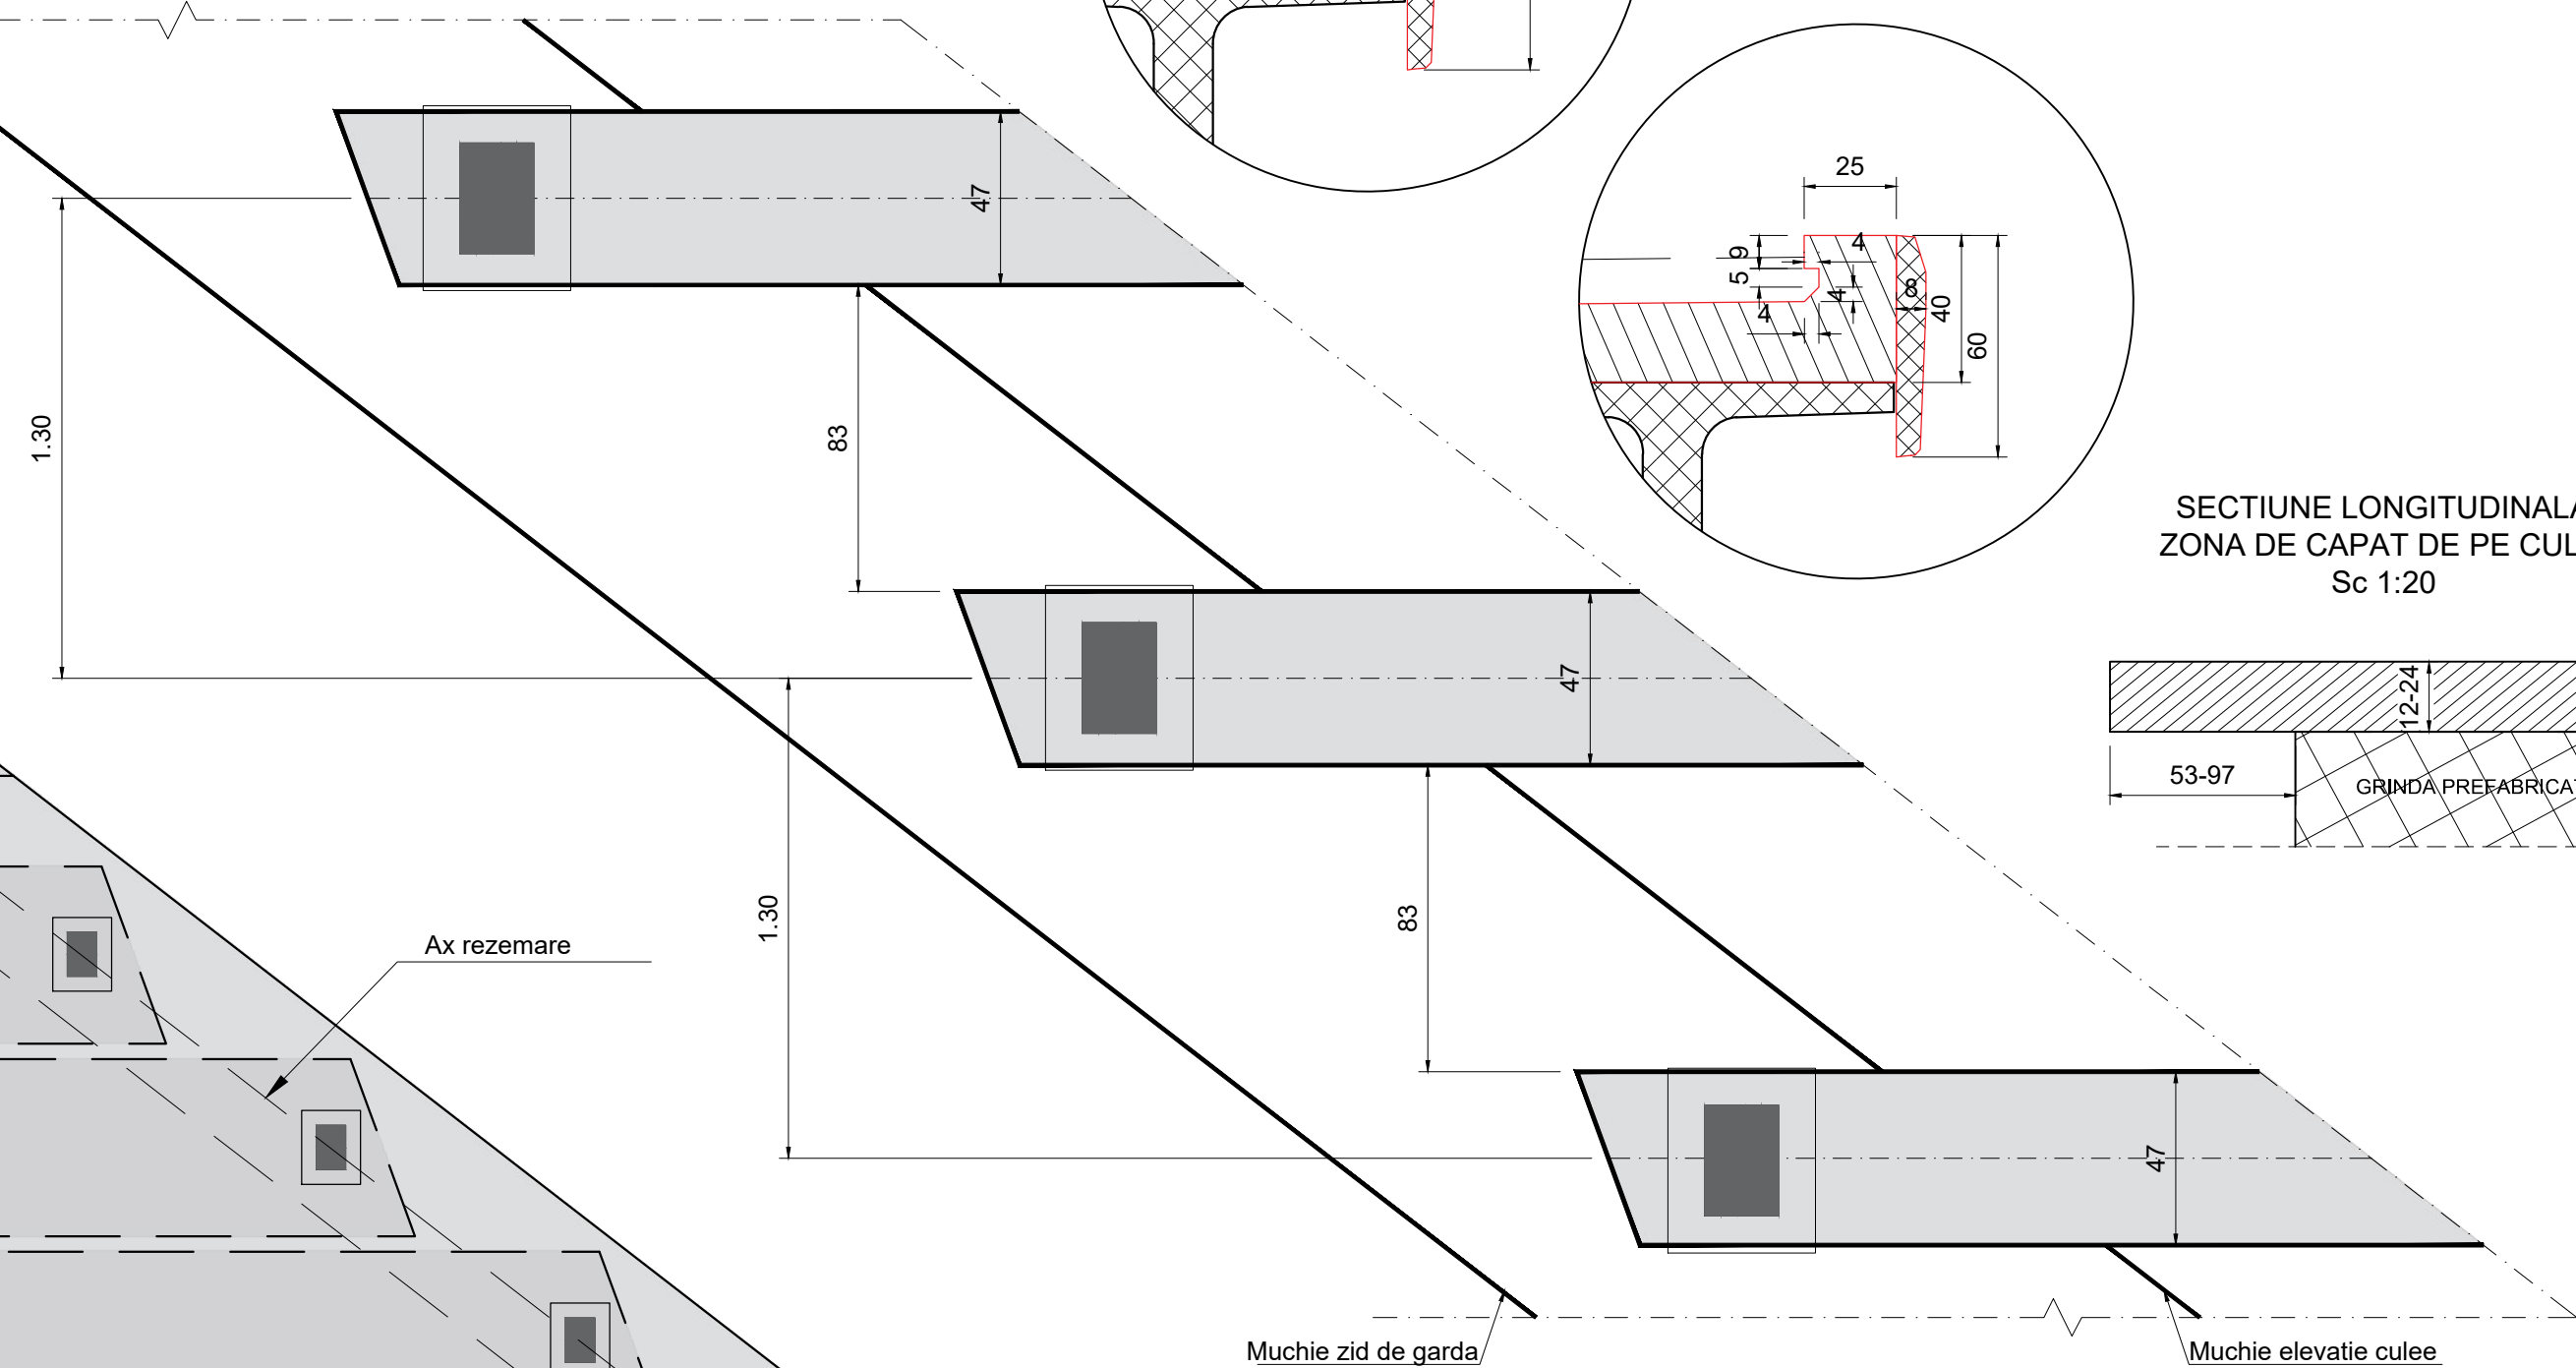 25
9
4
5
4
8
4
40
60
47
1.30
83
SECTIUNE LONGITUDINALA
ZONA DE CAPAT DE PE CUL
Sc 1:20
47
12-24
53-97
GRINDA PREFABRICAT
1.30
83
Ax rezemare
47
Muchie zid de garda
Muchie elevatie culee